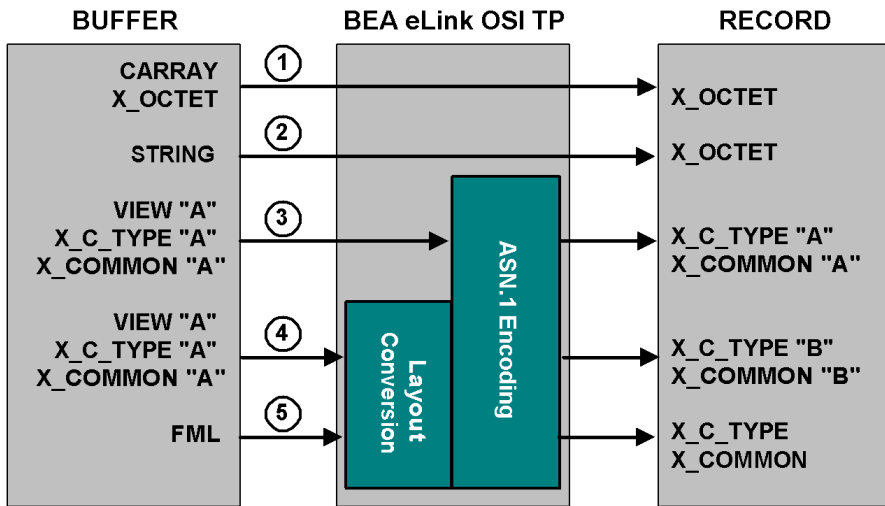 BUFFER
BEA eLink OSI TP
RECORD
1
CARRAY
X_OCTET
X_OCTET
2
STRING
X_OCTET
3
VIEW "A"
X_C_TYPE "A"
X_COMMON "A"
X_C_TYPE "A"
X_COMMON "A"
ASN.1 Encoding
4
VIEW "A"
X_C_TYPE "A"
X_COMMON "A"
Layout
Conversion
X_C_TYPE "B"
X_COMMON "B"
5
FML
X_C_TYPE
X_COMMON